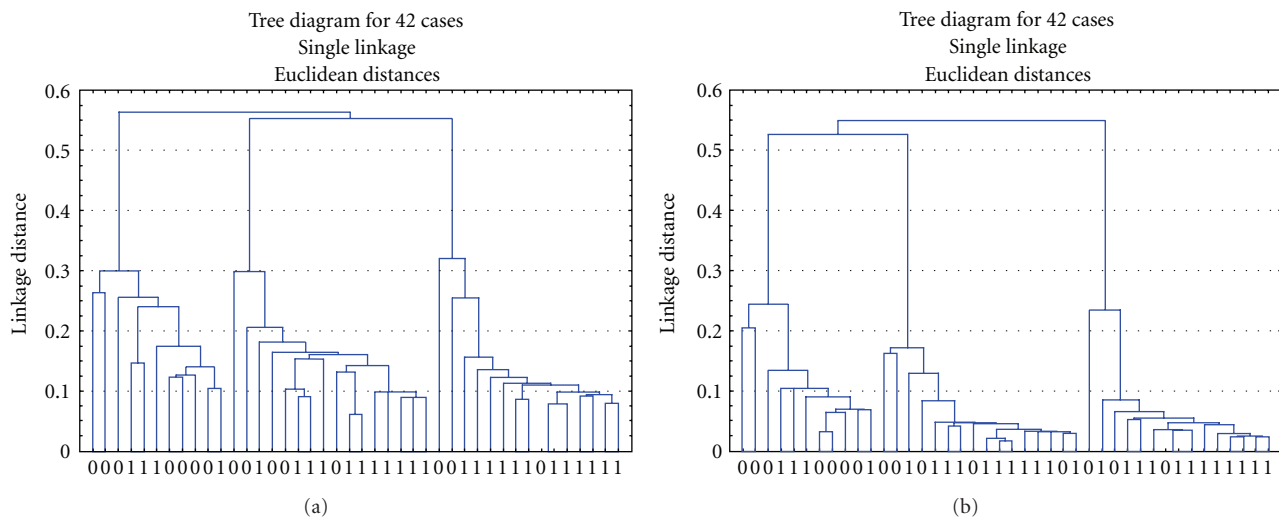 Tree diagram for 42 cases
Single linkage
Euclidean distances
0.6
0.5
0.4
0.3
0.2
0.1
0
Linkage distance
000111000010010011101111111001111110111111
(a)
Tree diagram for 42 cases
Single linkage
Euclidean distances
0.6
0.5
0.4
0.3
0.2
0.1
0
Linkage distance
000111000010001011101111101010111011111111
(b)